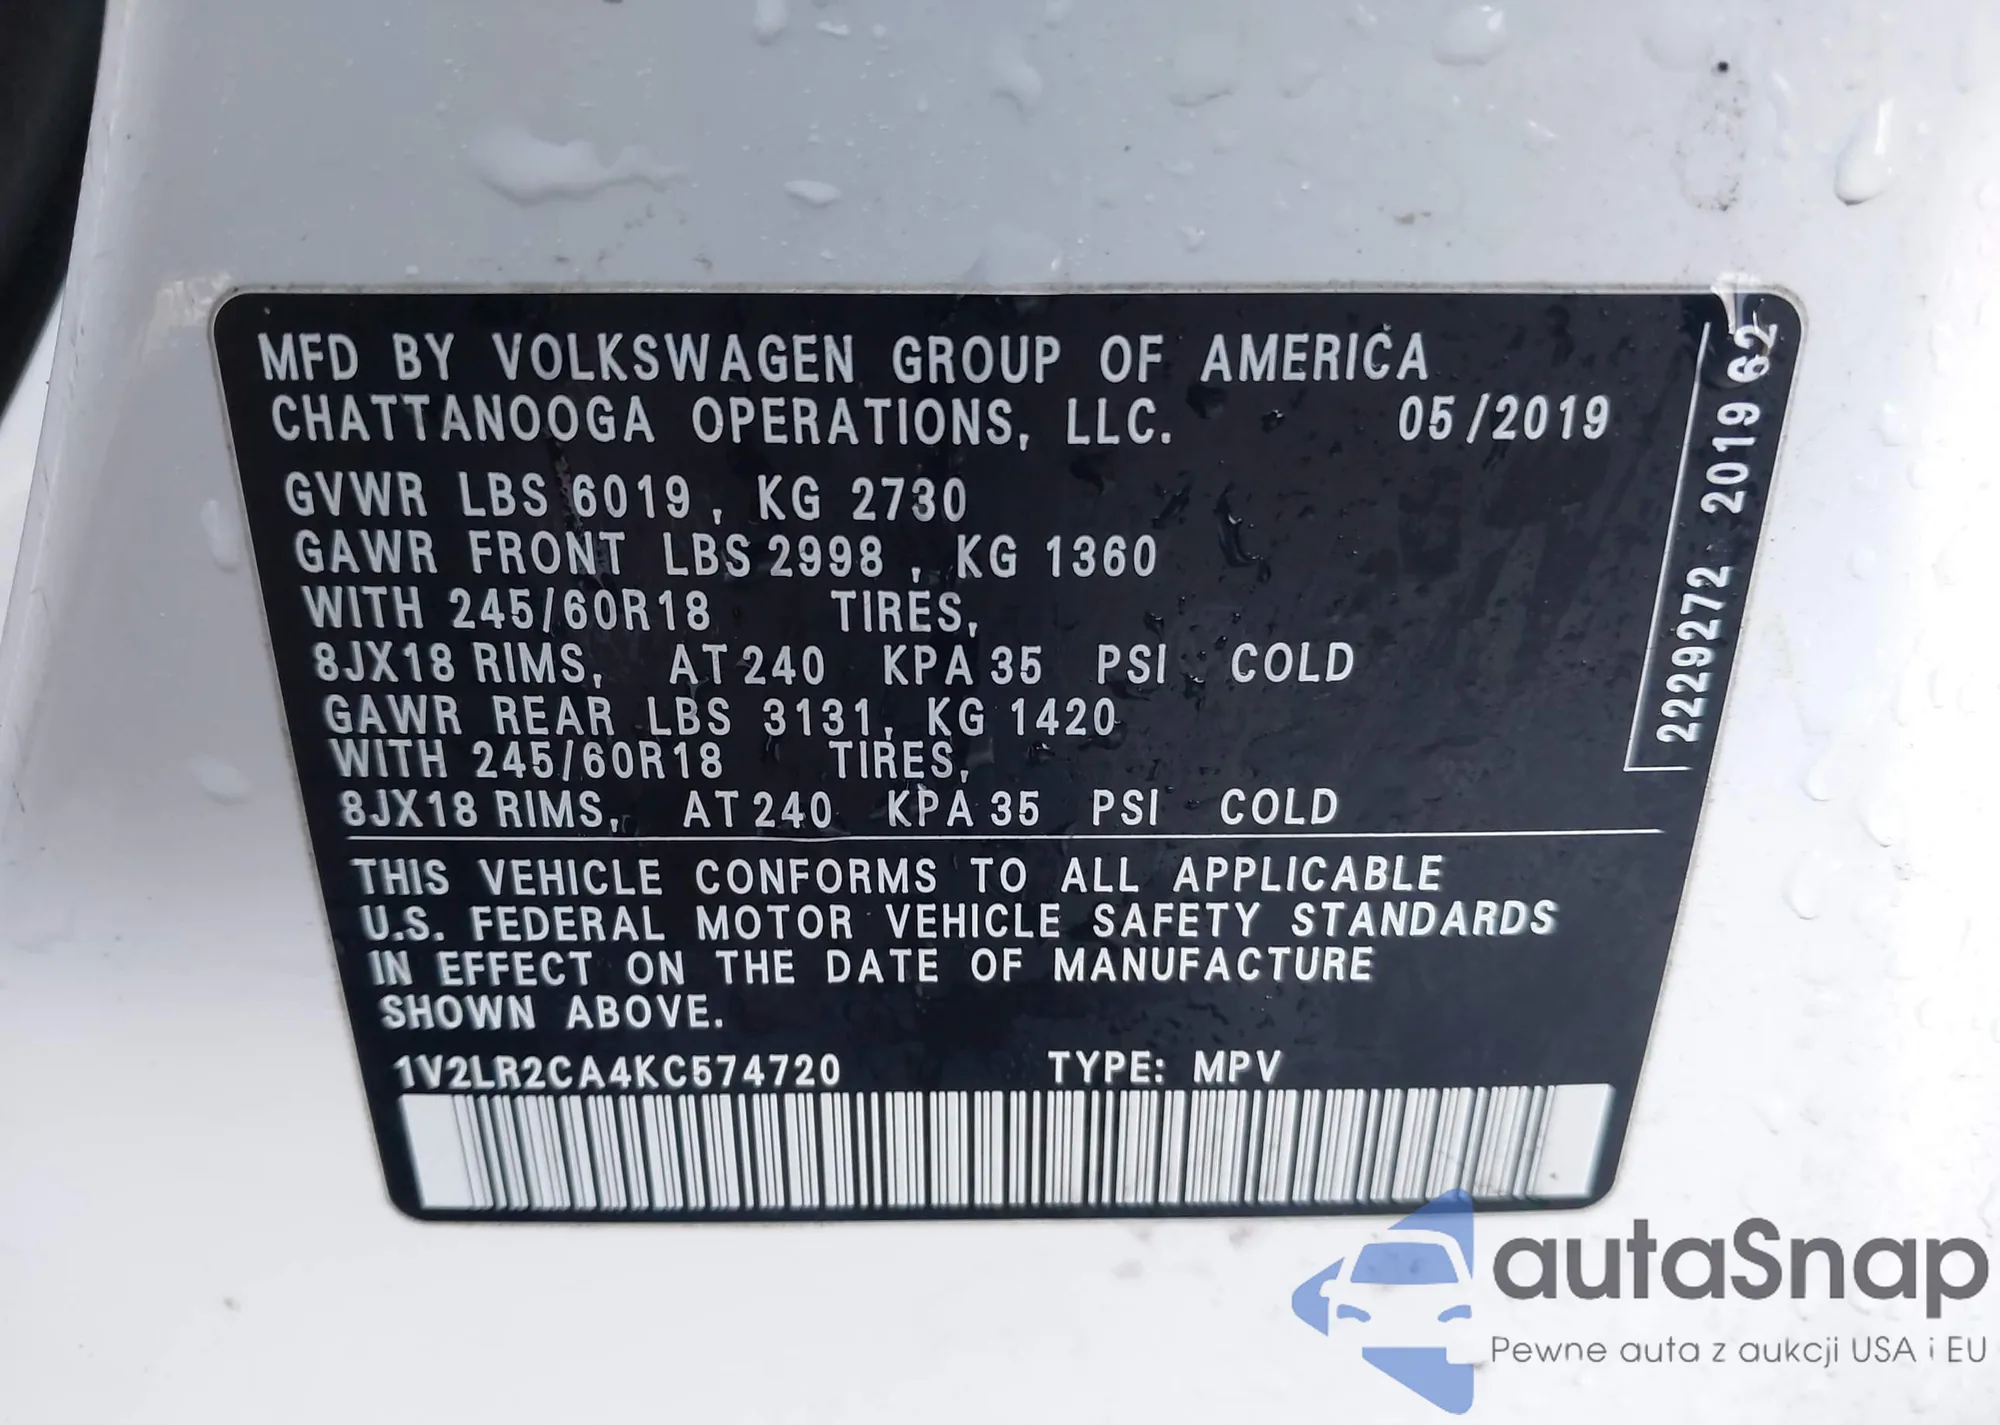 MFD BY VOLKSWAGEN GROUP OF AMERICA
CHATTANOOGA OPERATIONS, LLC. 05/2019
GVWR LBS 6019, KG 2730
GAWR FRONT LBS 2998, KG 1360
WITH 245/60R18 TIRES,
8JX18 RIMS, AT 240 KPA 35 PSI COLD
GAWR REAR LBS 3131, KG 1420
WITH 245/60R18 TIRES,
8JX18 RIMS, AT 240 KPA 35 PSI COLD
THIS VEHICLE CONFORMS TO ALL APPLICABLE
U.S. FEDERAL MOTOR VEHICLE SAFETY STANDARDS
IN EFFECT ON THE DATE OF MANUFACTURE
SHOWN ABOVE.
1V2LR2CA4KC574720 TYPE: MPV
2229272 2019 62
autaSnap
Pewne auta z aukcji USA i EU